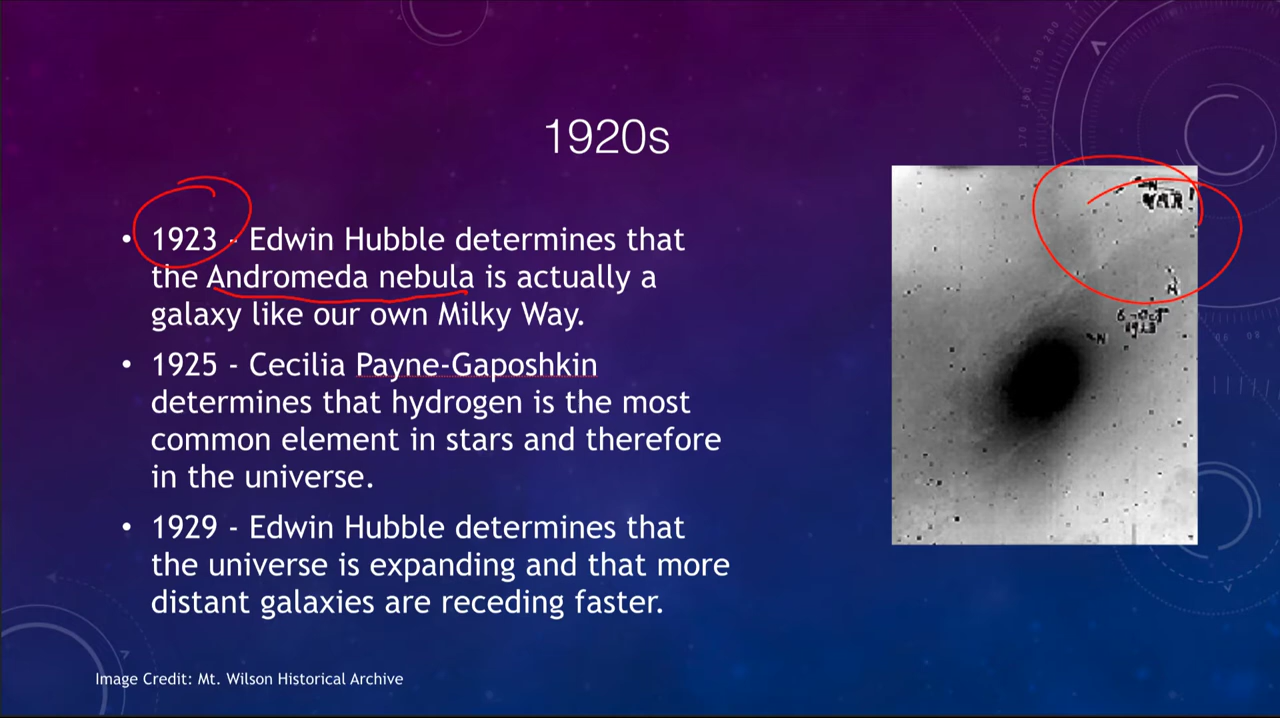 1920s
• 1923 - Edwin Hubble determines that
the Andromeda nebula is actually a
galaxy like our own Milky Way.
• 1925 - Cecilia Payne-Gaposhkin
determines that hydrogen is the most
common element in stars and therefore
in the universe.
• 1929 - Edwin Hubble determines that
the universe is expanding and that more
distant galaxies are receding faster.
VAR!
N
N
Image Credit: Mt. Wilson Historical Archive